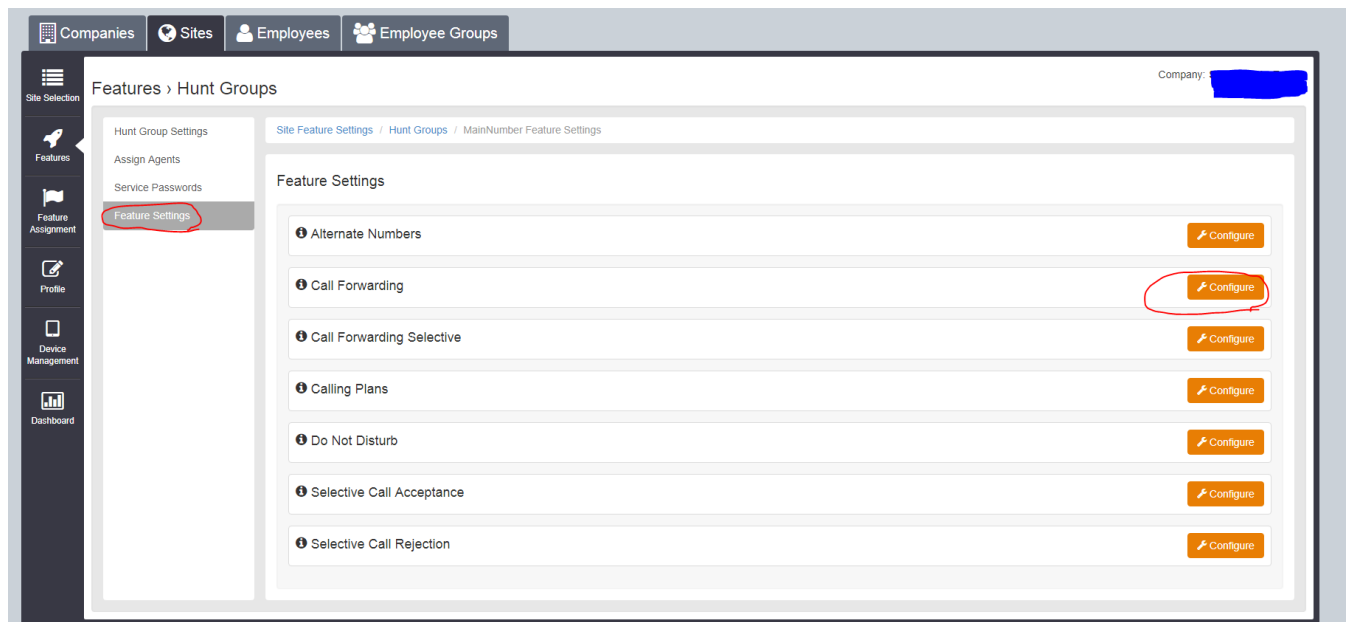 Companies Sites Employees Employee Groups
Company:
Site Selection
Features › Hunt Groups
Features
Feature Assignment
Profile
Device Management
Dashboard
Hunt Group Settings
Assign Agents
Service Passwords
Feature Settings
Site Feature Settings / Hunt Groups / MainNumber Feature Settings
Feature Settings
Alternate Numbers Configure
Call Forwarding Configure
Call Forwarding Selective Configure
Calling Plans Configure
Do Not Disturb Configure
Selective Call Acceptance Configure
Selective Call Rejection Configure